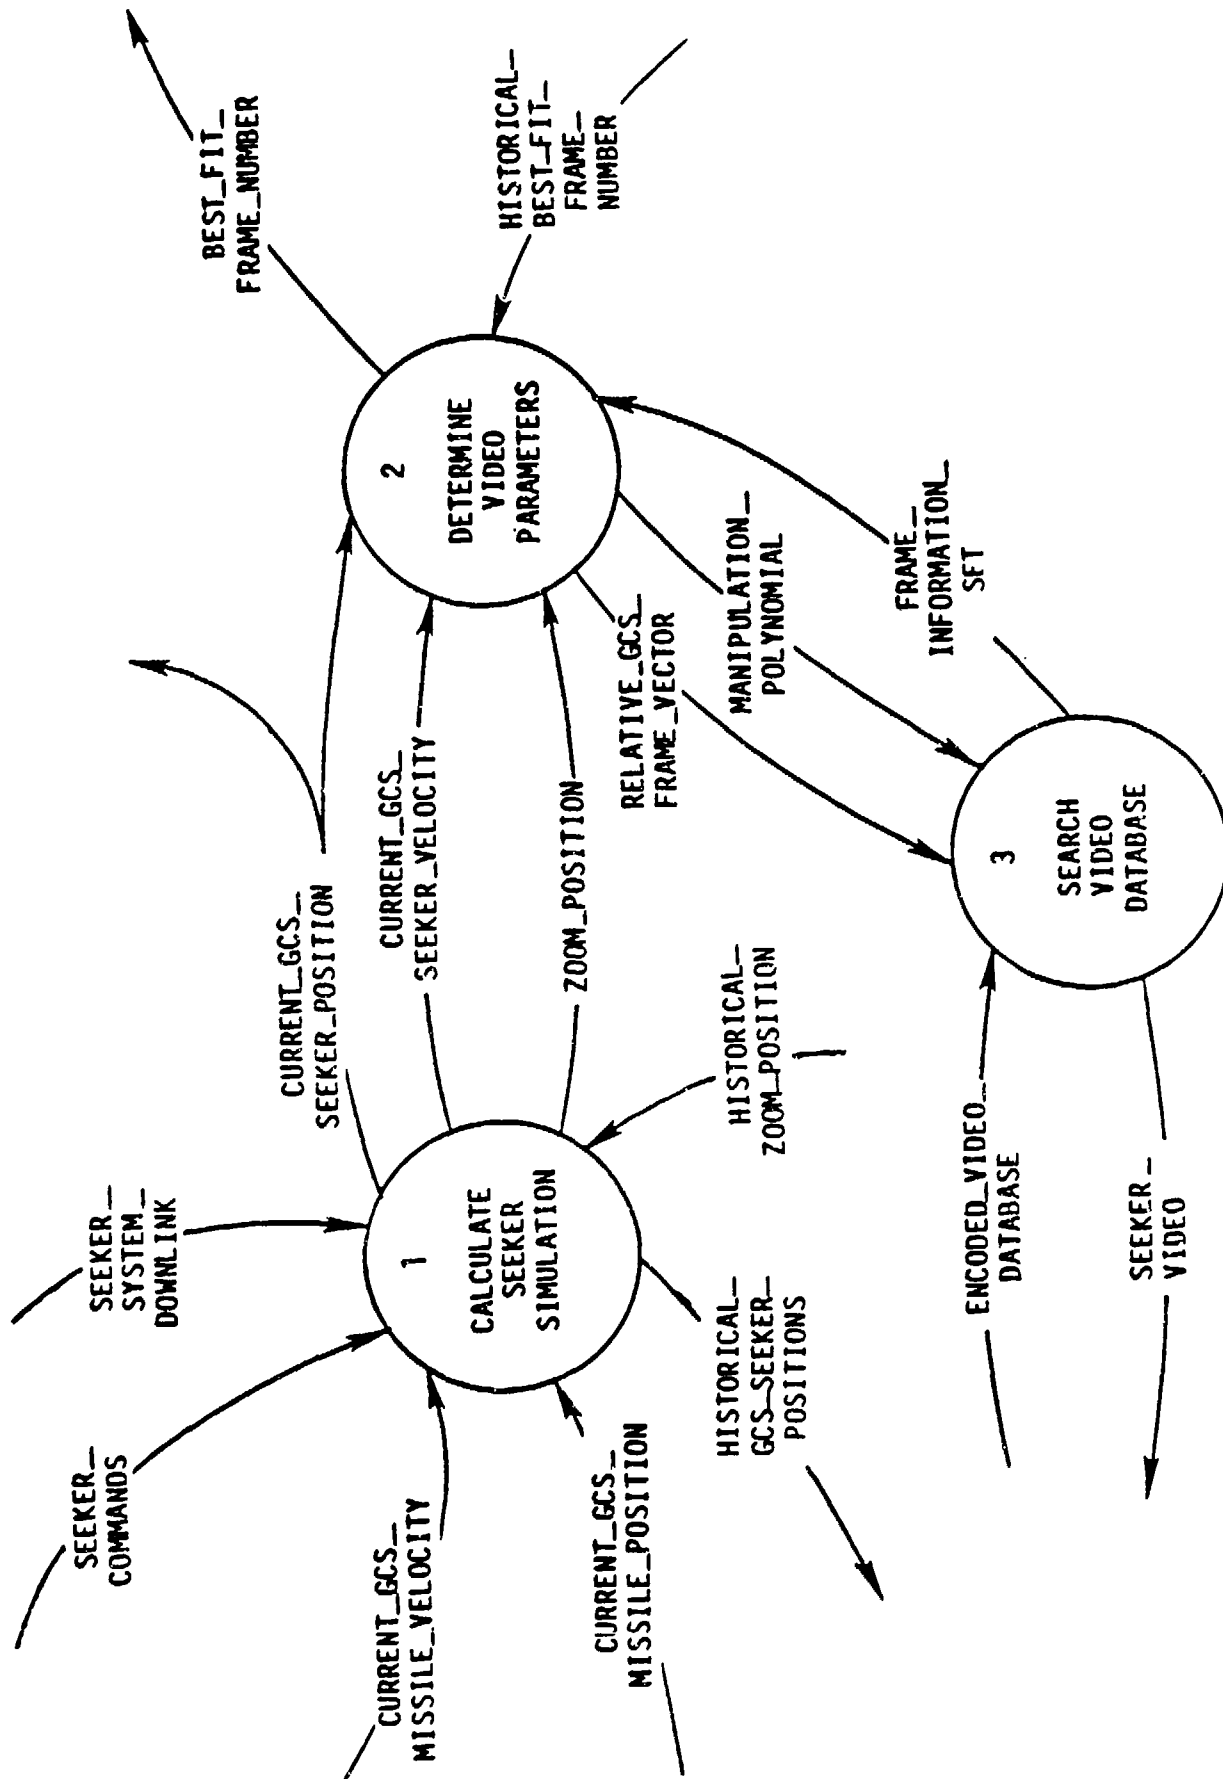 SEEKER_
COMMANDS
SEEKER_
SYSTEM_
DOWNLINK
CURRENT_GCS_
MISSILE_VELOCITY
CURRENT_GCS_
MISSILE_POSITION
1
CALCULATE
SEEKER
SIMULATION
HISTORICAL_
GCS_SEEKER_
POSITIONS
HISTORICAL_
ZOOM_POSITION
CURRENT_GCS_
SEEKER_POSITION
CURRENT_GCS_
SEEKER_VELOCITY
ZOOM_POSITION
BEST_FIT_
FRAME_NUMBER
HISTORICAL_
BEST_FIT_
FRAME_
NUMBER
2
DETERMINE
VIDEO
PARAMETERS
RELATIVE_GCS_
FRAME_VECTOR
MANIPULATION_
POLYNOMIAL
FRAME_
INFORMATION_
SET
ENCODED_VIDEO_
DATABASE
SEEKER_
VIDEO
3
SEARCH
VIDEO
DATABASE